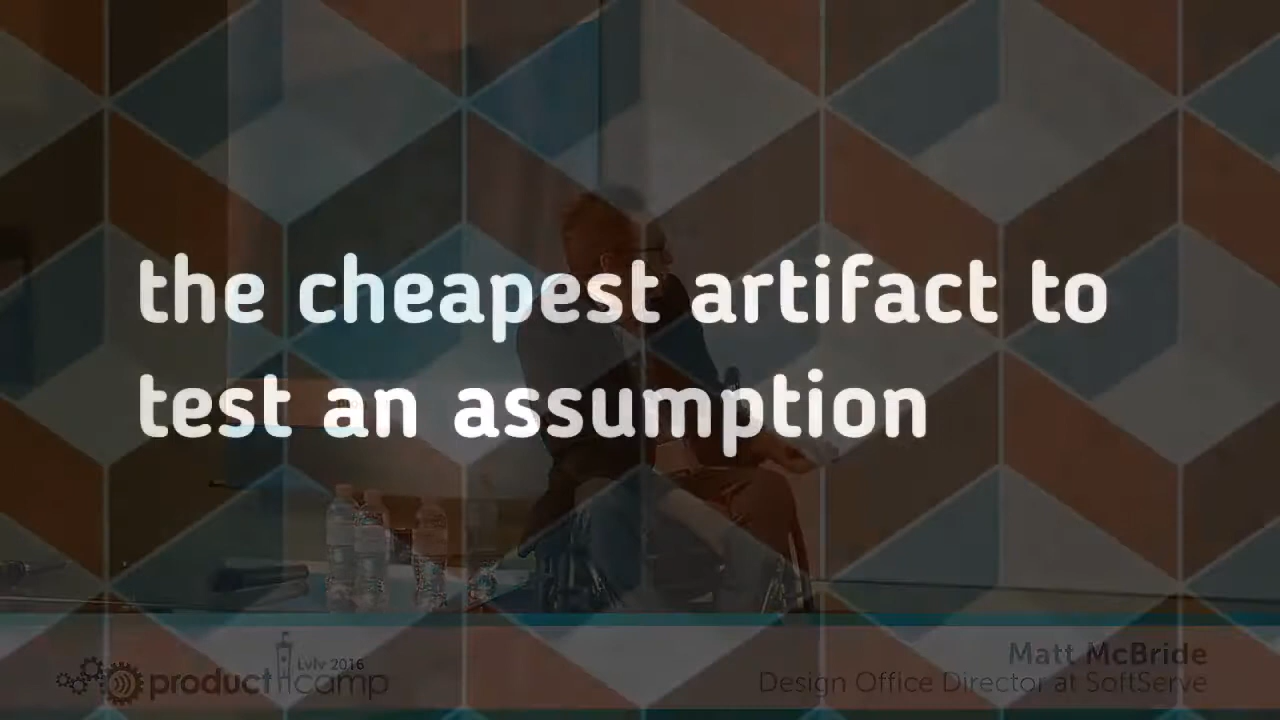 the cheapest artifact to
test an assumption
Lviv 2016
product camp
Matt McBride
Design Office Director at SoftServe